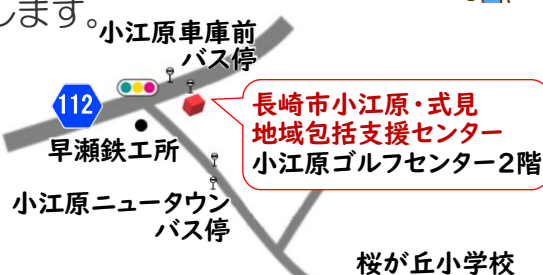 します。
小江原車庫前
バス停
112
長崎市小江原・式見
地域包括支援センター
小江原ゴルフセンター2階
早瀬鉄工所
小江原ニュータウン
バス停
桜が丘小学校